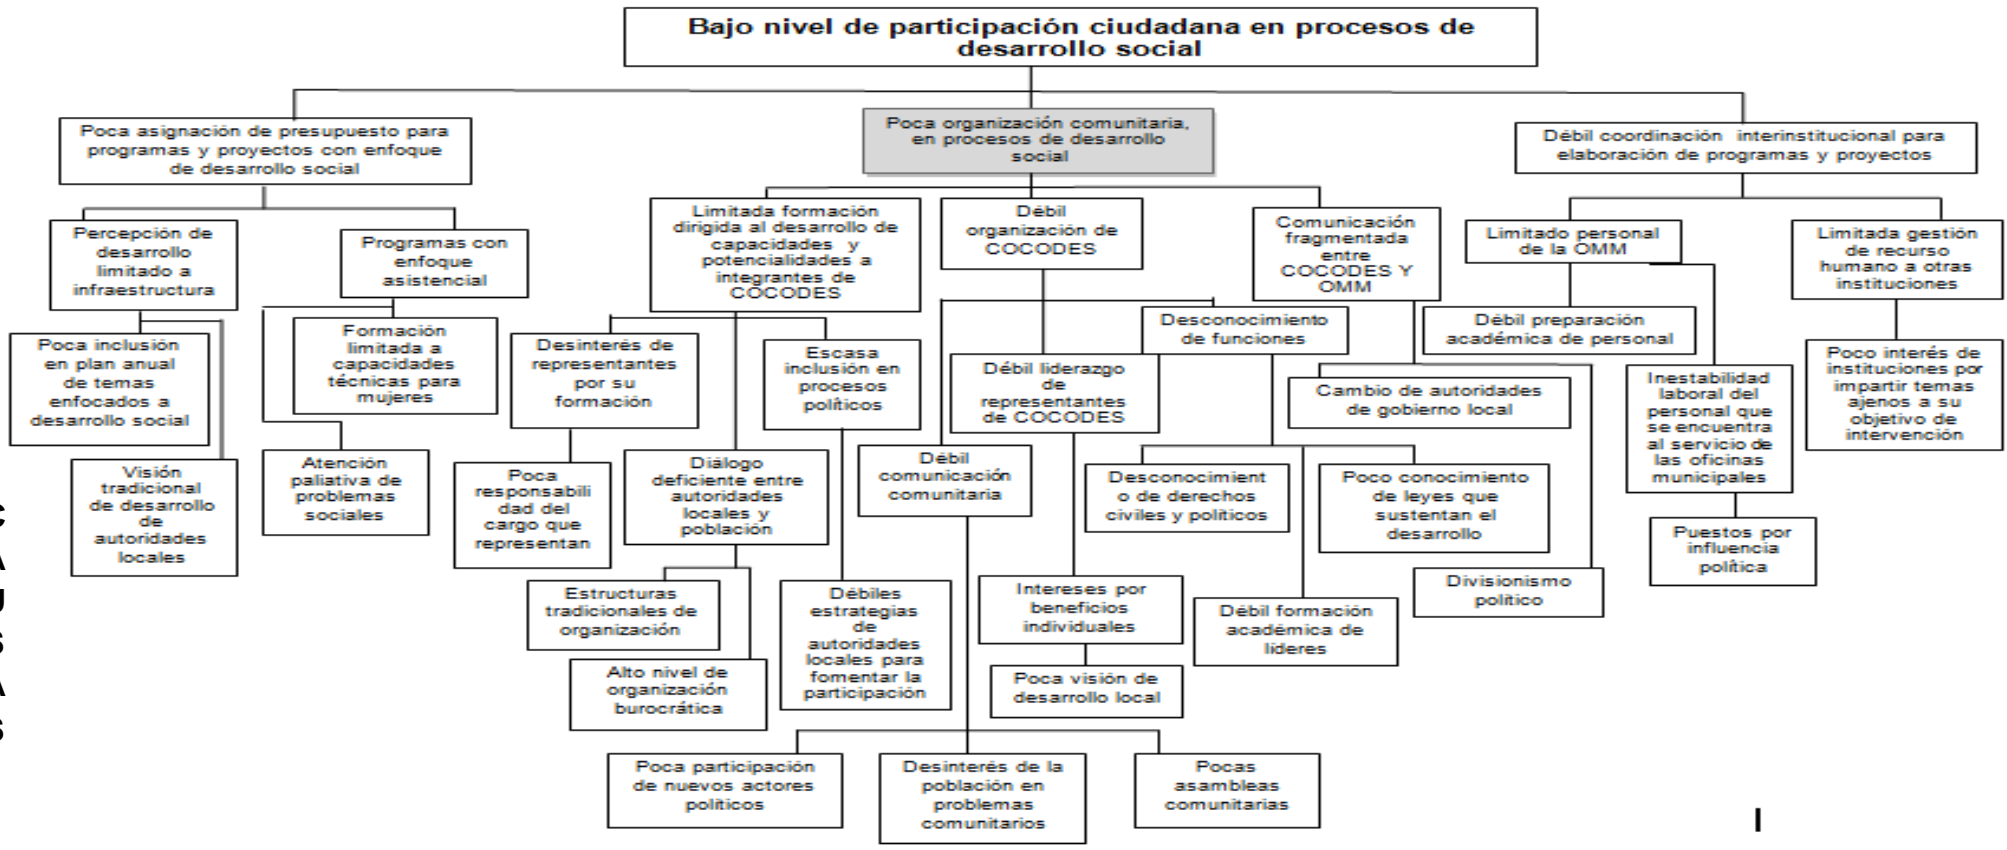 Bajo nivel de participación ciudadana en procesos de
desarrollo social
Poca asignación de presupuesto para
programas y proyectos con enfoque
de desarrollo social
Poca organización comunitaria,
en procesos de desarrollo
social
Débil coordinación interinstitucional para
elaboración de programas y proyectos
Percepción de
desarrollo
limitado a
infraestructura
Programas con
enfoque
asistencial
Limitada formación
dirigida al desarrollo de
capacidades y
potencialidades a
integrantes de
COCODES
Débil
organización de
COCODES
Comunicación
fragmentada
entre
COCODES Y
OMM
Limitado personal
de la OMM
Limitada gestión
de recurso
humano a otras
instituciones
Poca inclusión
en plan anual
de temas
enfocados a
desarrollo social
Formación
limitada a
capacidades
técnicas para
mujeres
Desinterés de
representantes
por su
formación
Escasa
inclusión en
procesos
políticos
Débil liderazgo
de
representantes
de COCODES
Desconocimiento
de funciones
Cambio de autoridades
de gobierno local
Débil preparación
académica de personal
Inestabilidad
laboral del
personal que
se encuentra
al servicio de
las oficinas
municipales
Poco interés de
instituciones por
impartir temas
ajenos a su
objetivo de
intervención
Visión
tradicional
de desarrollo
de
autoridades
locales
Atención
paliativa de
problemas
sociales
Poca
responsabili
dad del
cargo que
representan
Diálogo
deficiente entre
autoridades
locales y
población
Débil
comunicación
comunitaria
Desconocimient
o de derechos
civiles y políticos
Poco conocimiento
de leyes que
sustentan el
desarrollo
Puestos por
influencia
política
Estructuras
tradicionales de
organización
Débiles
estrategias
de
autoridades
locales para
fomentar la
participación
Intereses por
beneficios
individuales
Débil formación
académica de
líderes
Divisionismo
político
Alto nivel de
organización
burocrática
Poca visión de
desarrollo local
Poca participación
de nuevos actores
políticos
Desinterés de la
población en
problemas
comunitarios
Pocas
asambleas
comunitarias
C
A
U
S
A
S
I